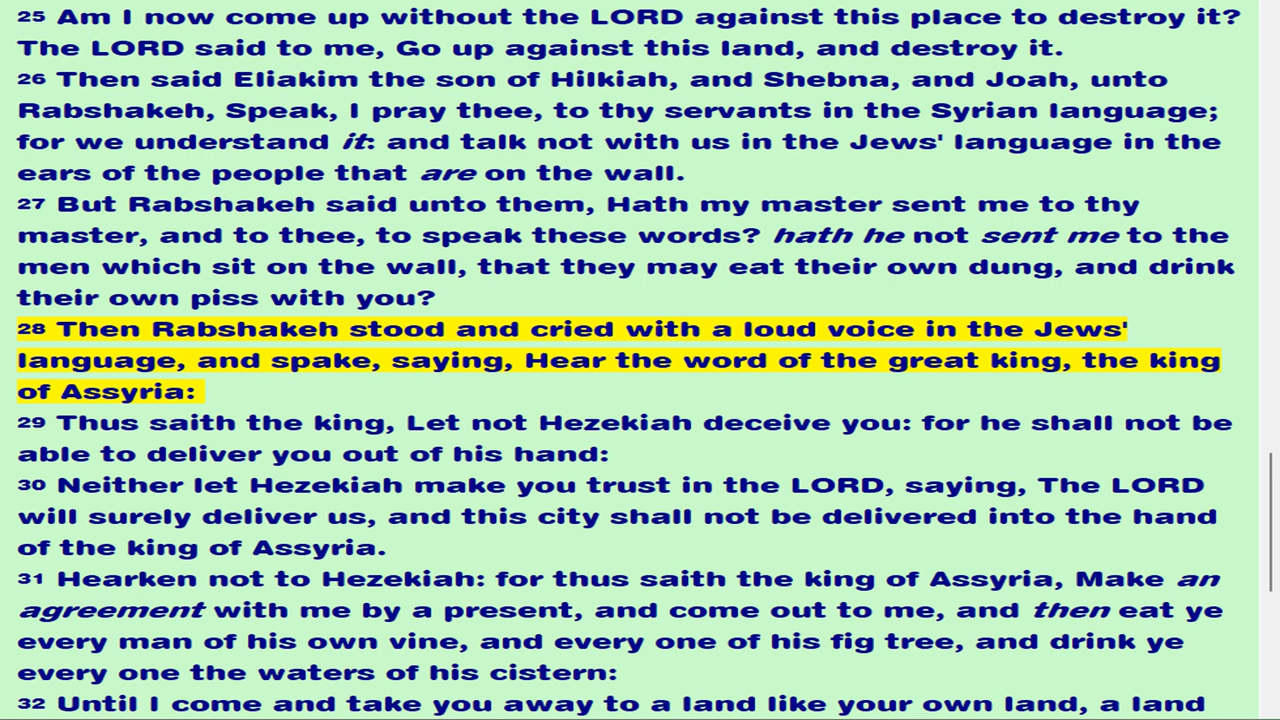 25 Am I now come up without the LORD against this place to destroy it?
The LORD said to me, Go up against this land, and destroy it.
26 Then said Eliakim the son of Hilkiah, and Shebna, and Joah, unto
Rabshakeh, Speak, I pray thee, to thy servants in the Syrian language;
for we understand it: and talk not with us in the Jews' language in the
ears of the people that are on the wall.
27 But Rabshakeh said unto them, Hath my master sent me to thy
master, and to thee, to speak these words? hath he not sent me to the
men which sit on the wall, that they may eat their own dung, and drink
their own piss with you?
28 Then Rabshakeh stood and cried with a loud voice in the Jews'
language, and spake, saying, Hear the word of the great king, the king
of Assyria:
29 Thus saith the king, Let not Hezekiah deceive you: for he shall not be
able to deliver you out of his hand:
30 Neither let Hezekiah make you trust in the LORD, saying, The LORD
will surely deliver us, and this city shall not be delivered into the hand
of the king of Assyria.
31 Hearken not to Hezekiah: for thus saith the king of Assyria, Make an
agreement with me by a present, and come out to me, and then eat ye
every man of his own vine, and every one of his fig tree, and drink ye
every one the waters of his cistern:
32 Until I come and take you away to a land like your own land, a land